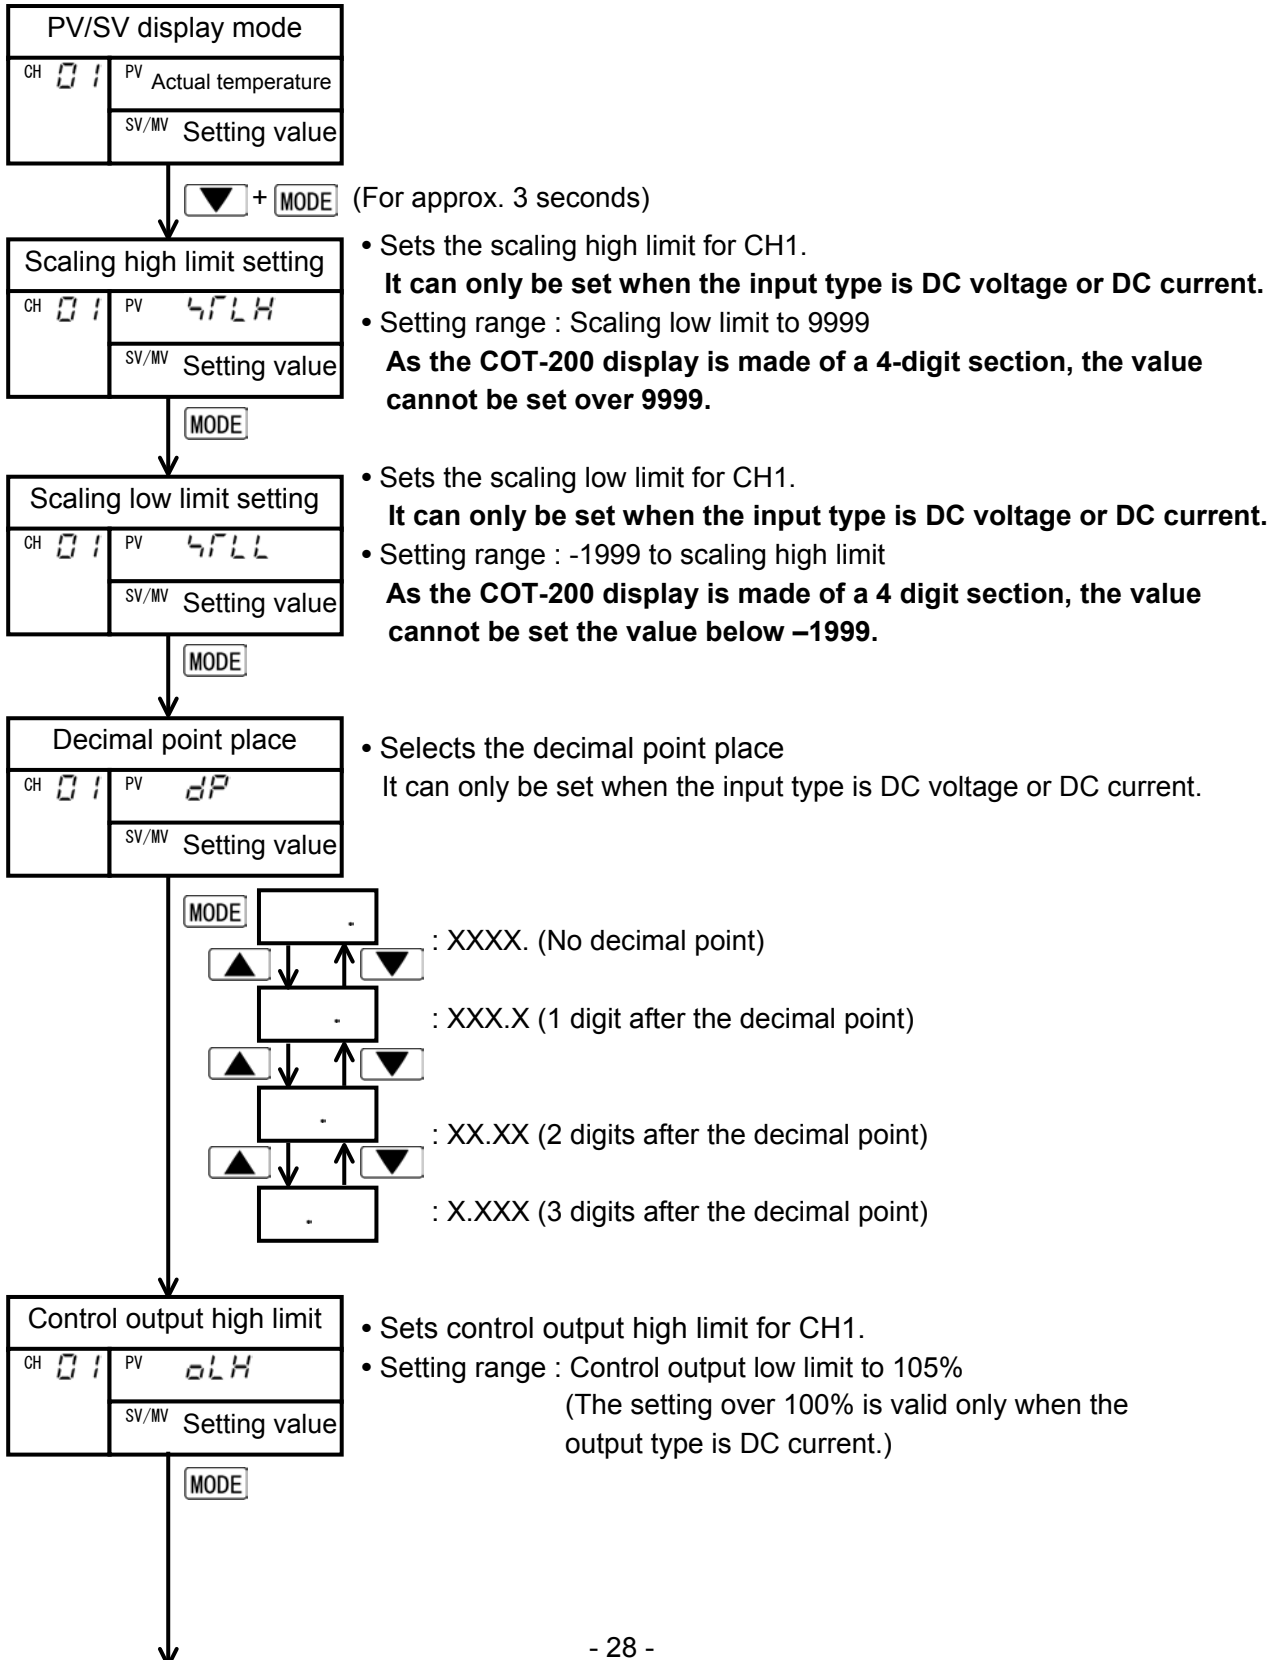 PV/SV display mode
CH 01 PV Actual temperature
SV/MV Setting value
+ MODE (For approx. 3 seconds)
Scaling high limit setting
CH 01 PV
SV/MV Setting value
• Sets the scaling high limit for CH1.
It can only be set when the input type is DC voltage or DC current.
• Setting range : Scaling low limit to 9999
As the COT-200 display is made of a 4-digit section, the value
cannot be set over 9999.
MODE
Scaling low limit setting
CH 01 PV
SV/MV Setting value
• Sets the scaling low limit for CH1.
It can only be set when the input type is DC voltage or DC current.
• Setting range : -1999 to scaling high limit
As the COT-200 display is made of a 4 digit section, the value
cannot be set the value below –1999.
MODE
Decimal point place
CH 01 PV dP
SV/MV Setting value
• Selects the decimal point place
It can only be set when the input type is DC voltage or DC current.
MODE
: XXXX. (No decimal point)
: XXX.X (1 digit after the decimal point)
: XX.XX (2 digits after the decimal point)
: X.XXX (3 digits after the decimal point)
Control output high limit
CH 01 PV oLH
SV/MV Setting value
• Sets control output high limit for CH1.
• Setting range : Control output low limit to 105%
(The setting over 100% is valid only when the
output type is DC current.)
MODE
- 28 -